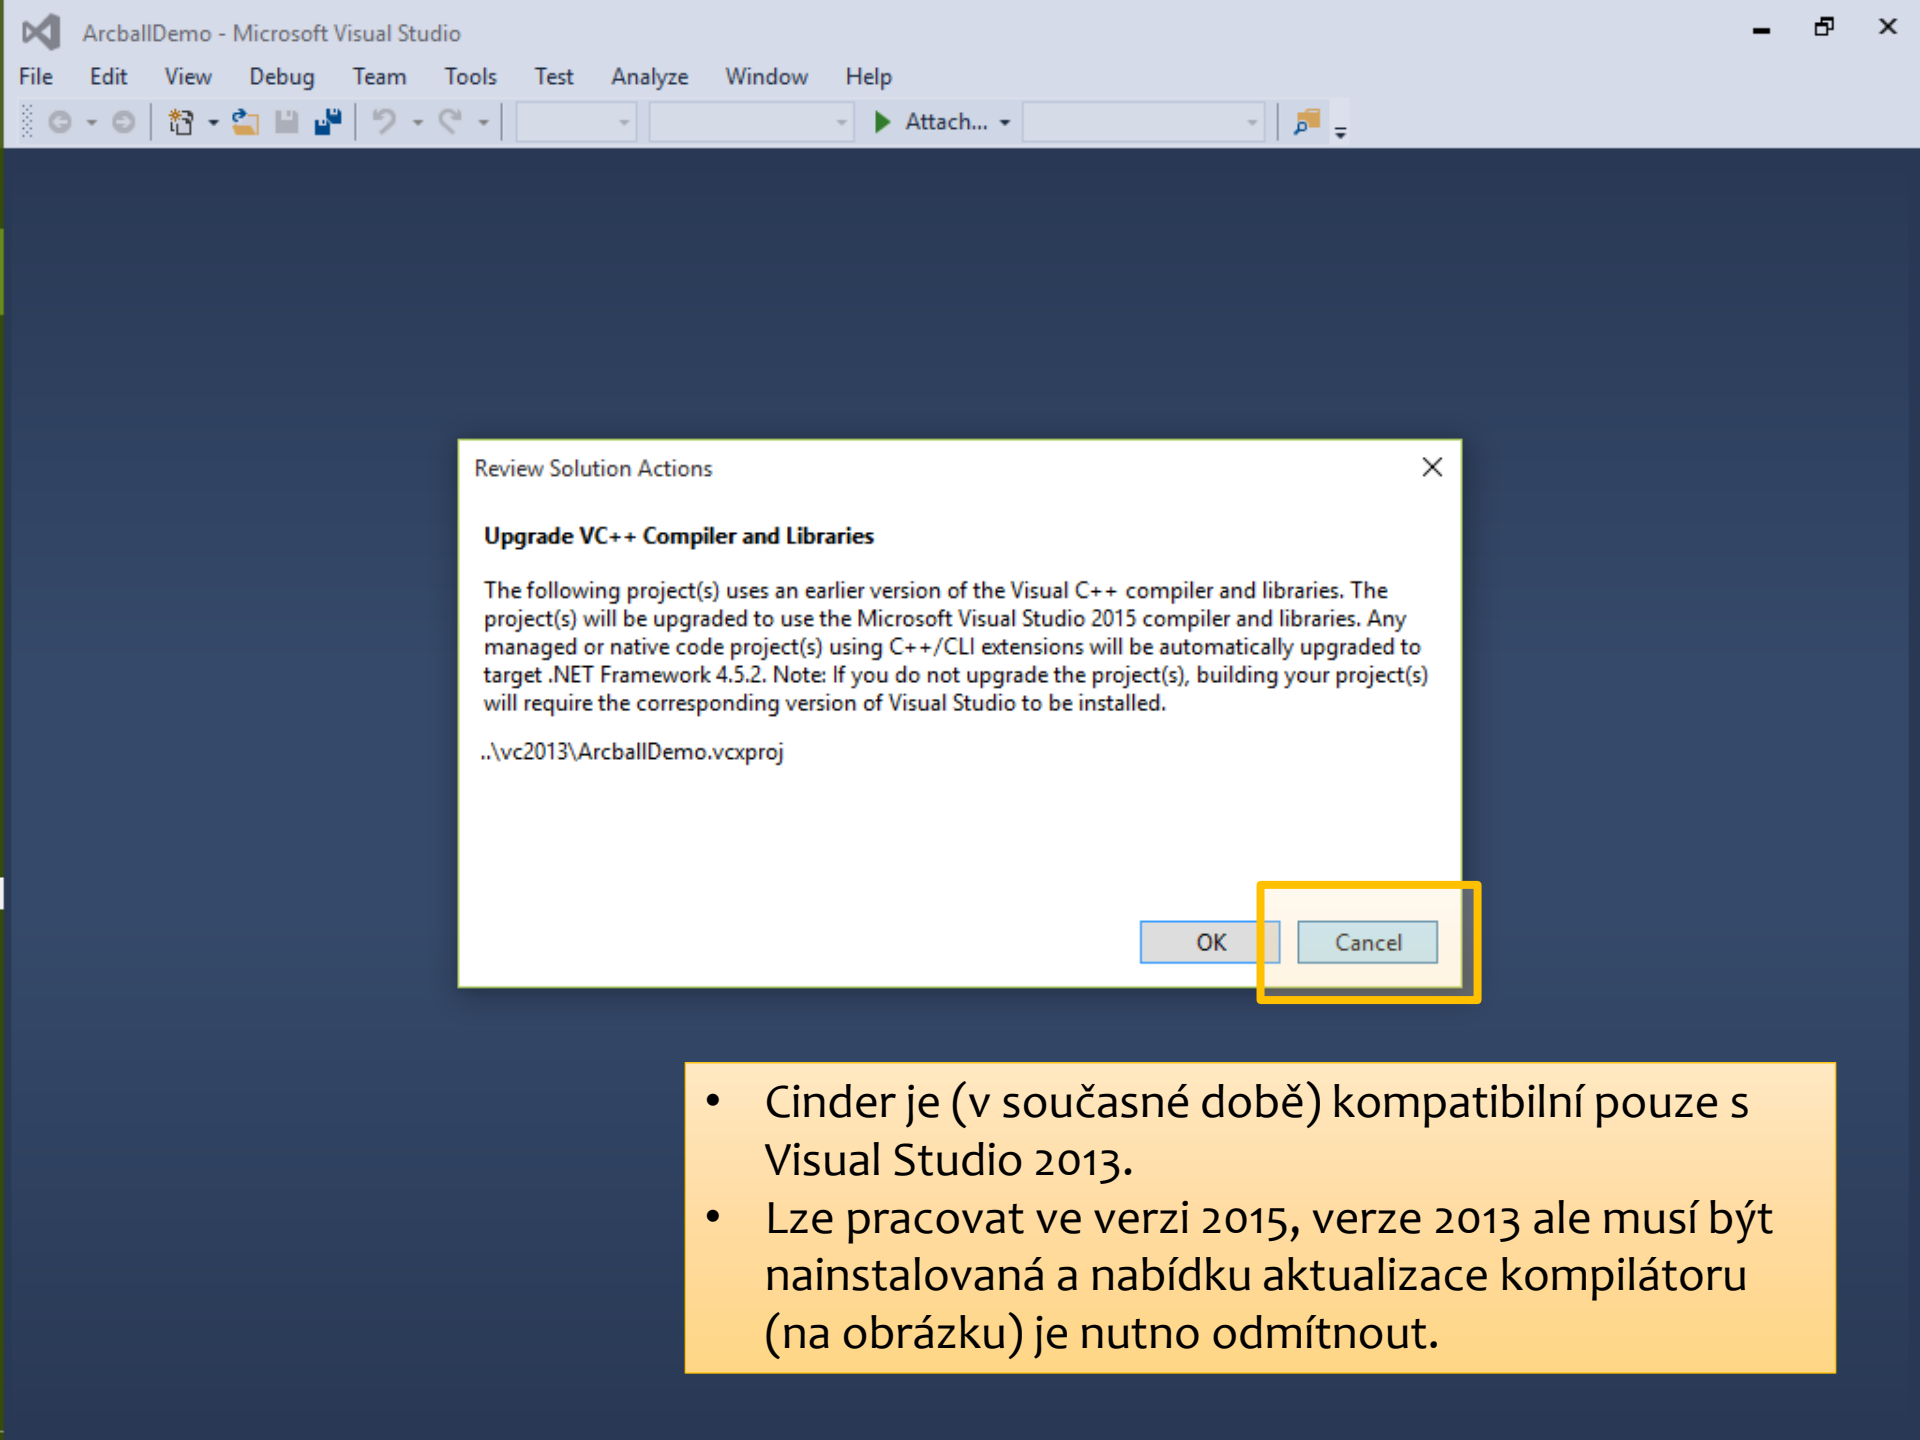 ArcballDemo - Microsoft Visual Studio
File Edit View Debug Team Tools Test Analyze Window Help
Attach...
Review Solution Actions
Upgrade VC++ Compiler and Libraries
The following project(s) uses an earlier version of the Visual C++ compiler and libraries. The
project(s) will be upgraded to use the Microsoft Visual Studio 2015 compiler and libraries. Any
managed or native code project(s) using C++/CLI extensions will be automatically upgraded to
target .NET Framework 4.5.2. Note: If you do not upgrade the project(s), building your project(s)
will require the corresponding version of Visual Studio to be installed.
..\vc2013\ArcballDemo.vcxproj
OK Cancel
• Cinder je (v současné době) kompatibilní pouze s
Visual Studio 2013.
• Lze pracovat ve verzi 2015, verze 2013 ale musí být
nainstalovaná a nabídku aktualizace kompilátoru
(na obrázku) je nutno odmítnout.